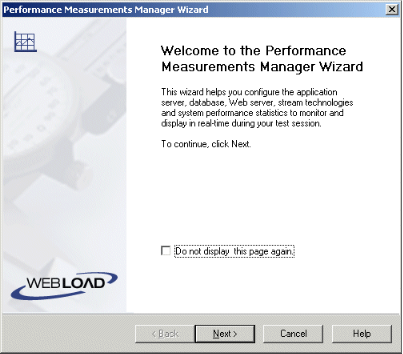 Performance Measurements Manager Wizard
Welcome to the Performance
Measurements Manager Wizard
This wizard helps you configure the application
server, database, Web server, stream technologies
and system performance statistics to monitor and
display in real-time during your test session.
To continue, click Next.
Do not display this page again.
WEBLOAD
< Back
Next >
Cancel
Help